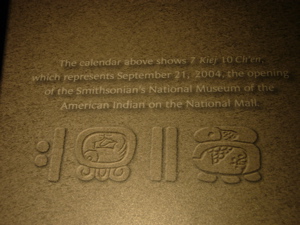 The calendar above shows 7 Kiej 10 Ch'en,
which represents September 21, 2004, the opening
of the Smithsonian's National Museum of the
American Indian on the National Mall.